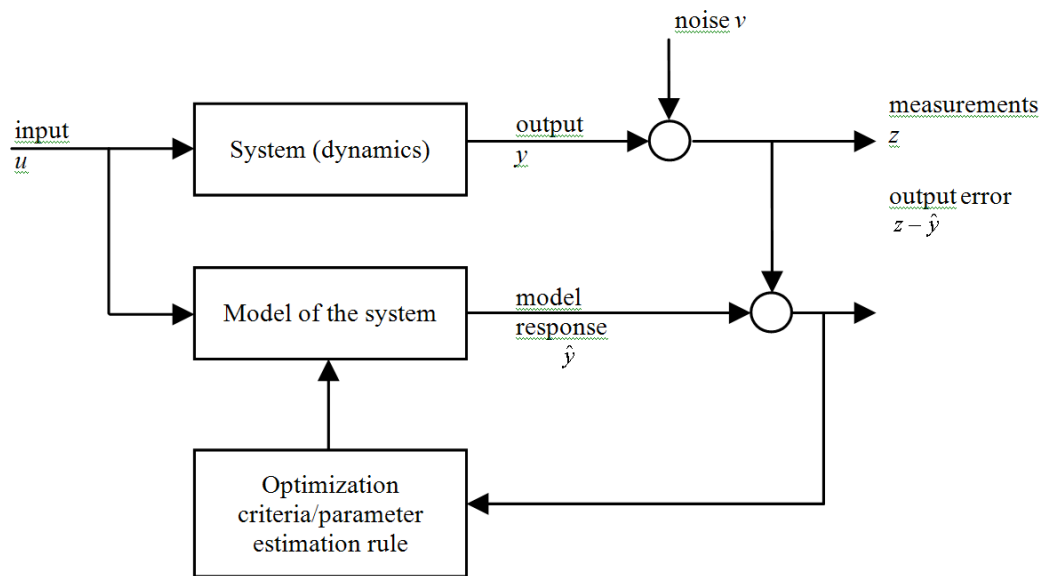 noise v
input
u
System (dynamics)
output
y
measurements
z
output error
z – ŷ
Model of the system
model
response
ŷ
Optimization
criteria/parameter
estimation rule